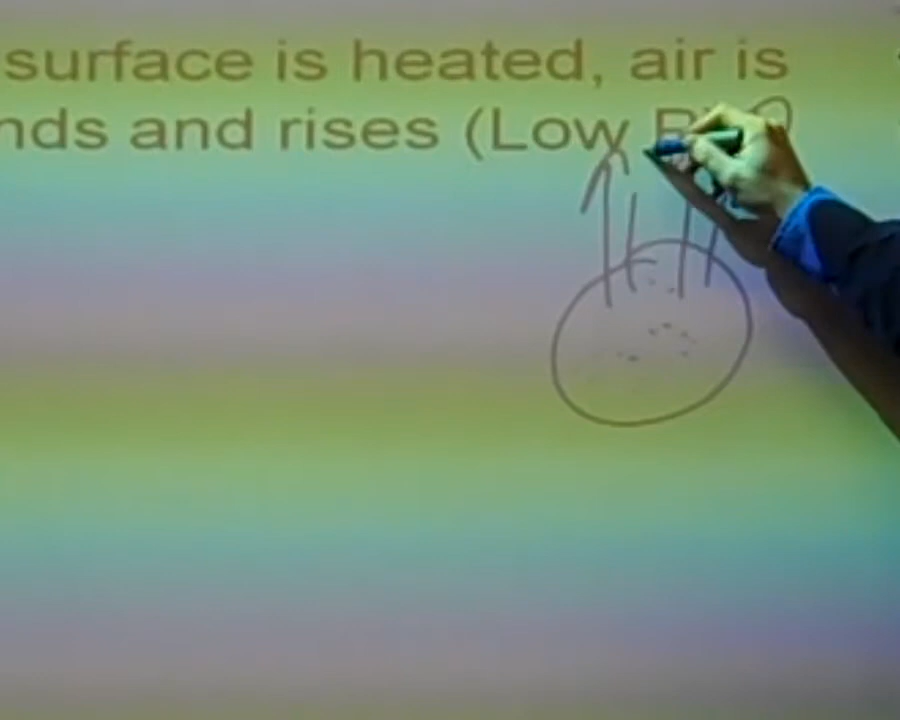 surface is heated, air is
nds and rises (Low